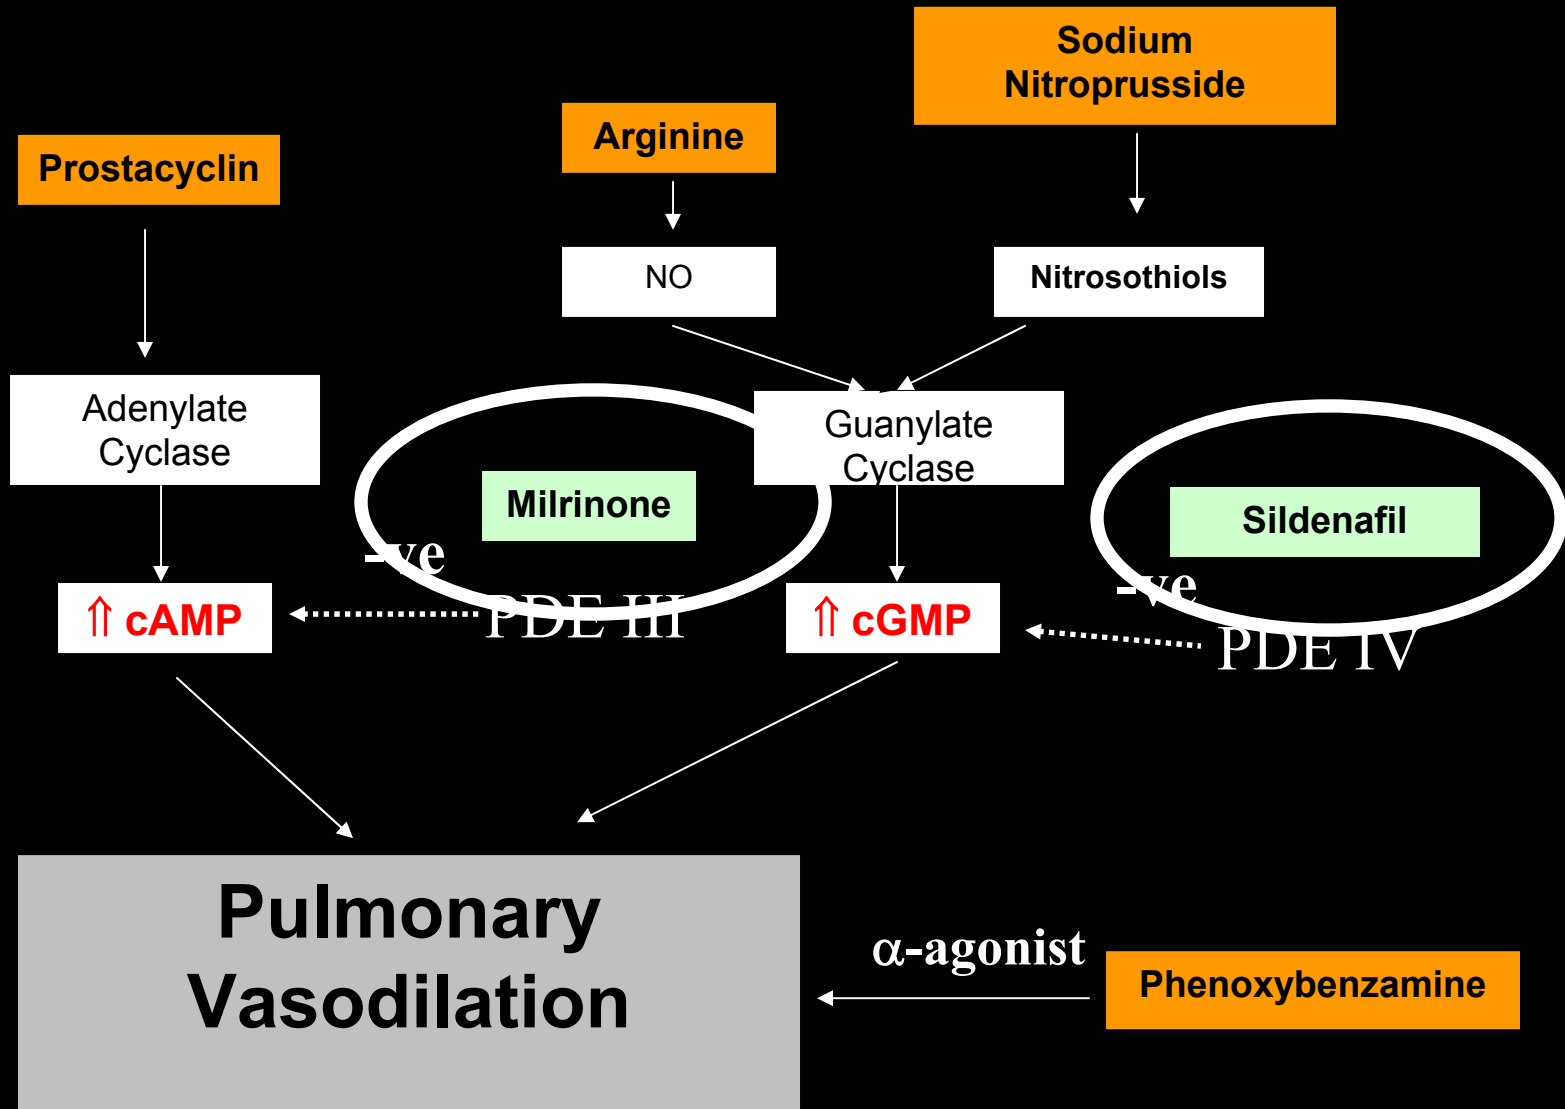 Sodium
Nitroprusside
Arginine
Prostacyclin
NO
Nitrosothiols
Adenylate
Cyclase
Guanylate
Cyclase
Milrinone
Sildenafil
-ve
-ve
⇑ cAMP
PDE III
⇑ cGMP
PDE IV
Pulmonary
Vasodilation
α-agonist
Phenoxybenzamine